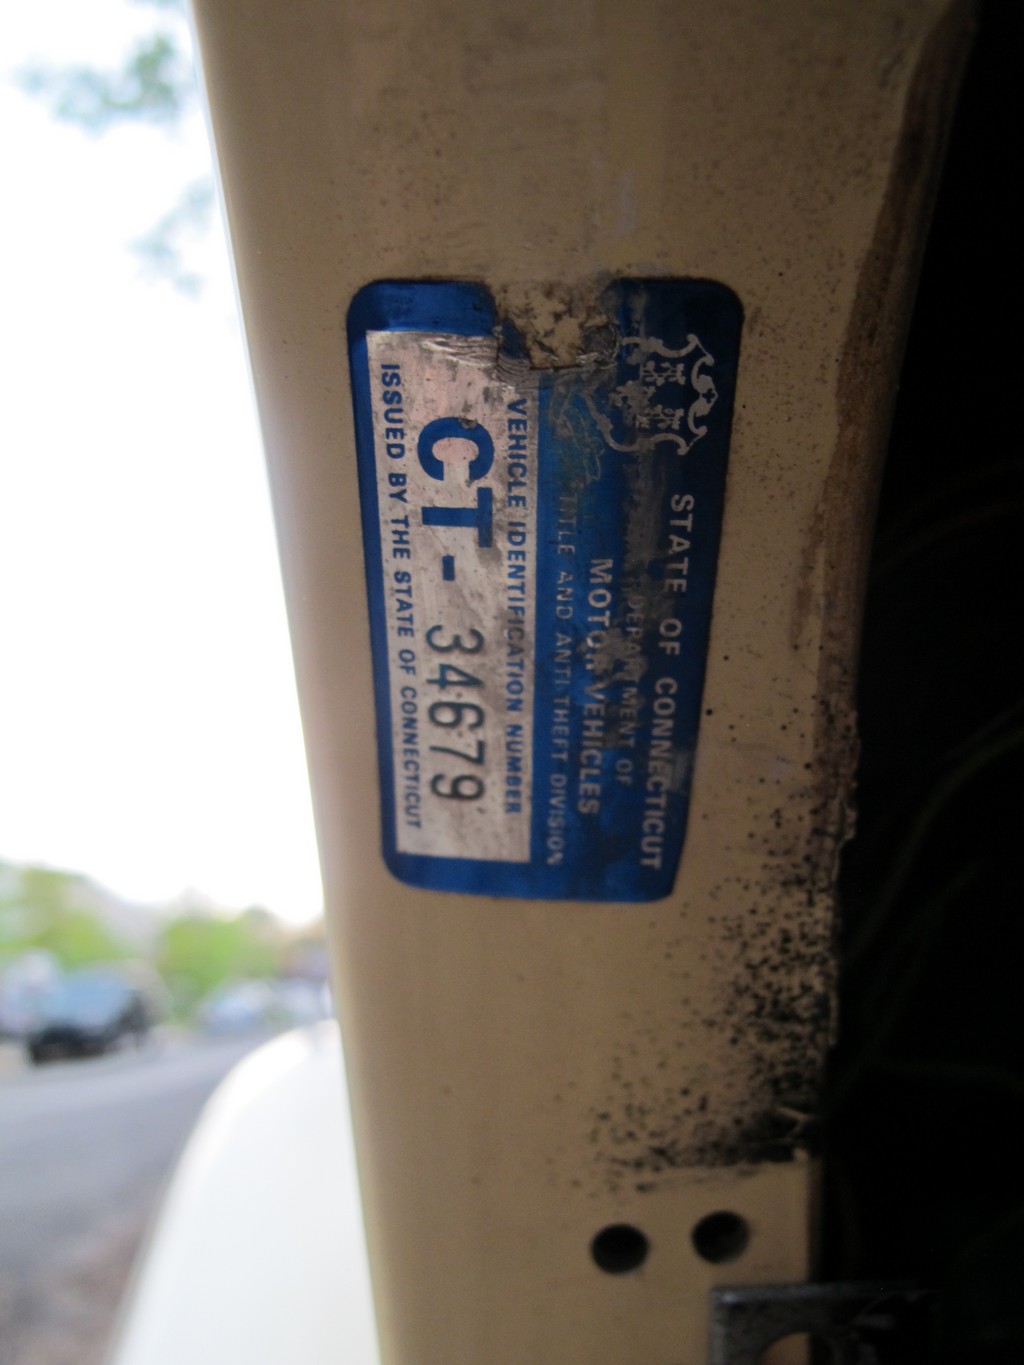 STATE OF CONNECTICUT
DEPARTMENT OF
MOTOR VEHICLES
TITLE AND ANTI THEFT DIVISION
VEHICLE IDENTIFICATION NUMBER
CT-34679
ISSUED BY THE STATE OF CONNECTICUT